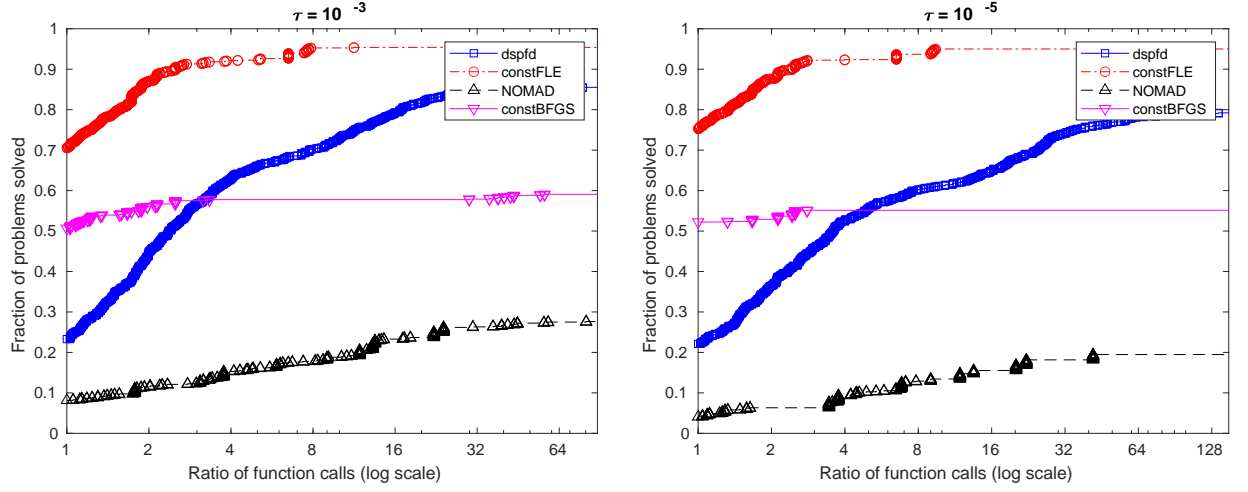 τ = 10 -3
1
0.9
0.8
0.7
0.6
0.5
0.4
0.3
0.2
0.1
0
Fraction of problems solved
1 2 4 8 16 32 64
Ratio of function calls (log scale)
dspfd
constFLE
NOMAD
constBFGS
τ = 10 -5
1
0.9
0.8
0.7
0.6
0.5
0.4
0.3
0.2
0.1
0
Fraction of problems solved
1 2 4 8 16 32 64 128
Ratio of function calls (log scale)
dspfd
constFLE
NOMAD
constBFGS